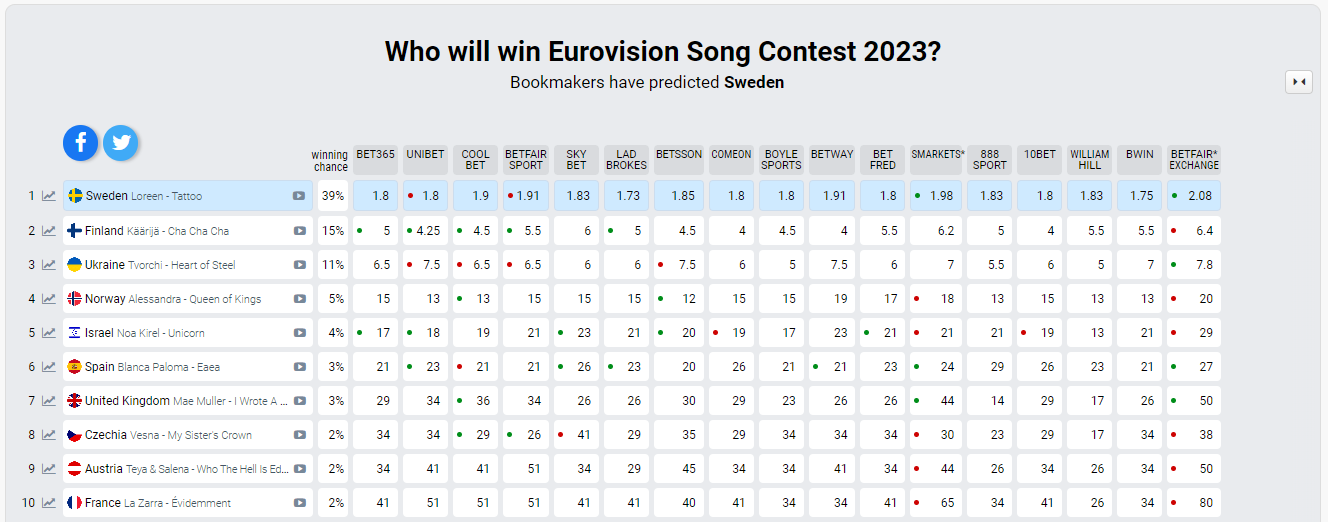 Who will win Eurovision Song Contest 2023?
Bookmakers have predicted Sweden
winning chance BET365 UNIBET COOL BET BETFAIR SPORT SKY BET LAD BROKES BETSSON COMEON BOYLE SPORTS BETWAY BET FRED SMARKETS* 888 SPORT 10BET WILLIAM HILL BWIN BETFAIR* EXCHANGE
1 Sweden Loreen - Tattoo 39% 1.8 1.8 1.9 1.91 1.83 1.73 1.85 1.8 1.8 1.91 1.8 1.98 1.83 1.8 1.83 1.75 2.08
2 Finland Käärijä - Cha Cha Cha 15% 5 4.25 4.5 5.5 6 5 4.5 4 4.5 4 5.5 6.2 5 4 5.5 5.5 6.4
3 Ukraine Tvorchi - Heart of Steel 11% 6.5 7.5 6.5 6.5 6 6 7.5 6 5 7.5 6 7 5.5 6 5 7 7.8
4 Norway Alessandra - Queen of Kings 5% 15 13 13 15 15 15 12 15 15 19 17 18 13 15 13 13 20
5 Israel Noa Kirel - Unicorn 4% 17 18 19 21 23 21 20 19 17 23 21 21 21 19 13 21 29
6 Spain Blanca Paloma - Eaea 3% 21 23 21 21 26 23 20 26 21 21 23 24 29 26 23 21 27
7 United Kingdom Mae Muller - I Wrote A ... 3% 29 34 36 34 26 26 30 29 23 26 26 44 14 29 17 26 50
8 Czechia Vesna - My Sister's Crown 2% 34 34 29 26 41 29 35 29 34 34 34 30 23 29 17 34 38
9 Austria Teya & Salena - Who The Hell Is Ed... 2% 34 41 41 51 34 29 45 34 34 41 34 44 26 34 26 34 50
10 France La Zarra - Évidemment 2% 41 51 51 51 41 41 40 41 41 34 41 65 34 41 26 34 80